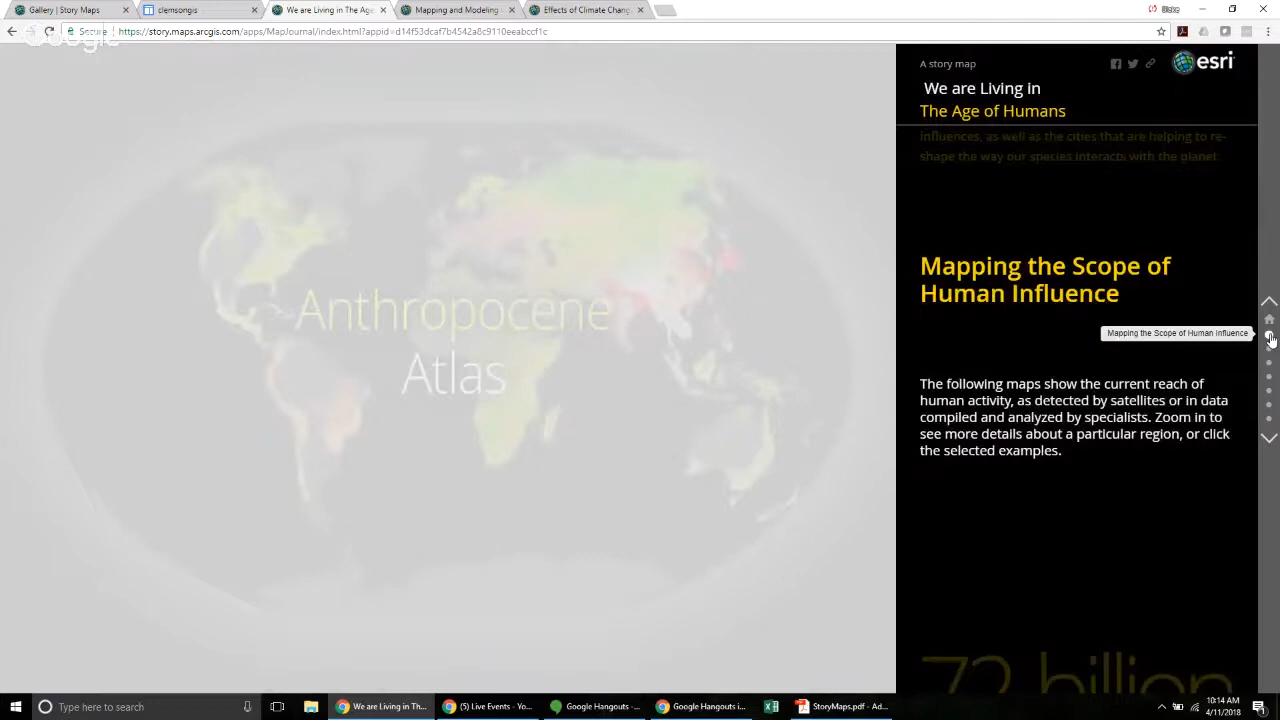 Gallery | Story Maps
clemsongs
We are Living in The Age
Mapping and Modeling
Effects of Climate Chan
Blake
Secure
https://story.maps.arcgis.com/apps/MapJournal/index.html?appid=d14f53dcaf7b4542a8c9110eeabccf1c
A story map
esri
We are Living in
The Age of Humans
influences, as well as the cities that are helping to re-
shape the way our species interacts with the planet.
Mapping the Scope of
Human Influence
Anthropocene
Atlas
Mapping the Scope of Human Influence
The following maps show the current reach of
human activity, as detected by satellites or in data
compiled and analyzed by specialists. Zoom in to
see more details about a particular region, or click
the selected examples.
72 billion
Type here to search
We are Living in Th...
(5) Live Events - Yo...
Google Hangouts -...
Google Hangouts i...
StoryMaps.pdf - Ad...
10:14 AM
4/11/2018